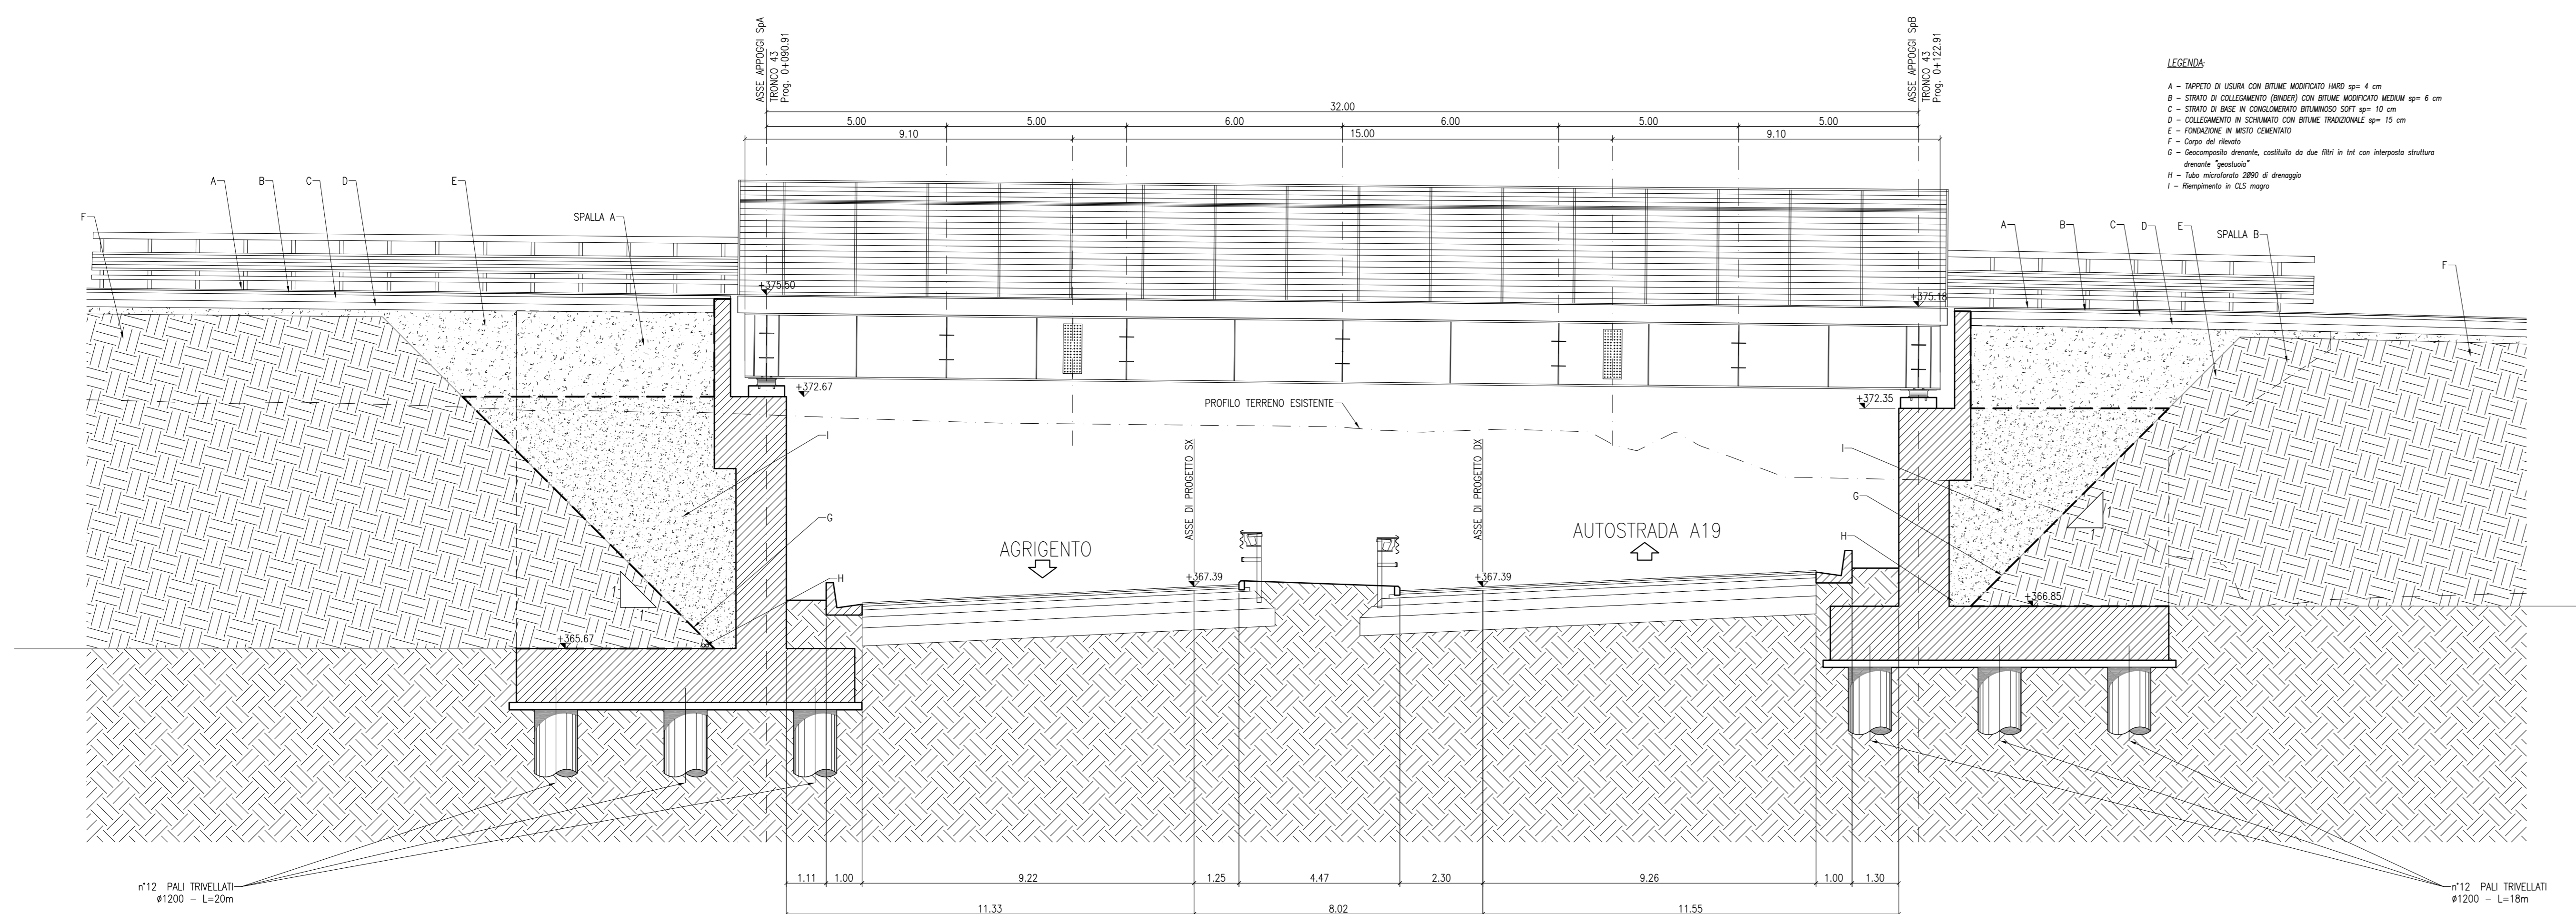 ASSE APPOGGI SpA
TRONCO 43
Prog. 0+090.91
ASSE APPOGGI SpB
TRONCO 43
Prog. 0+122.91
32.00
5.00
5.00
6.00
6.00
5.00
5.00
9.10
15.00
9.10
LEGENDA:
A - TAPPETO DI USURA CON BITUME MODIFICATO HARD sp= 4 cm
B - STRATO DI COLLEGAMENTO (BINDER) CON BITUME MODIFICATO MEDIUM sp= 6 cm
C - STRATO DI BASE IN CONGLOMERATO BITUMINOSO SOFT sp= 10 cm
D - COLLEGAMENTO IN SCHIUMATO CON BITUME TRADIZIONALE sp= 15 cm
E - FONDAZIONE IN MISTO CEMENTATO
F - Corpo del rilevato
G - Geocomposito drenante, costituito da due filtri in tnt con interposta struttura
drenante "geostuoia"
H - Tubo microforato 2Ø90 di drenaggio
I - Riempimento in CLS magro
A
B
C
D
E
F
SPALLA A
A
B
C
D
E
SPALLA B
F
+375.50
+375.18
+372.67
+372.35
PROFILO TERRENO ESISTENTE
I
G
H
I
G
H
ASSE DI PROGETTO SX
ASSE DI PROGETTO DX
AGRIGENTO
AUTOSTRADA A19
+367.39
+367.39
1
1
1
1
+365.67
+366.85
n°12 PALI TRIVELLATI
ø1200 - L=20m
n°12 PALI TRIVELLATI
ø1200 - L=18m
1.11
1.00
9.22
1.25
4.47
2.30
9.26
1.00
1.30
11.33
8.02
11.55